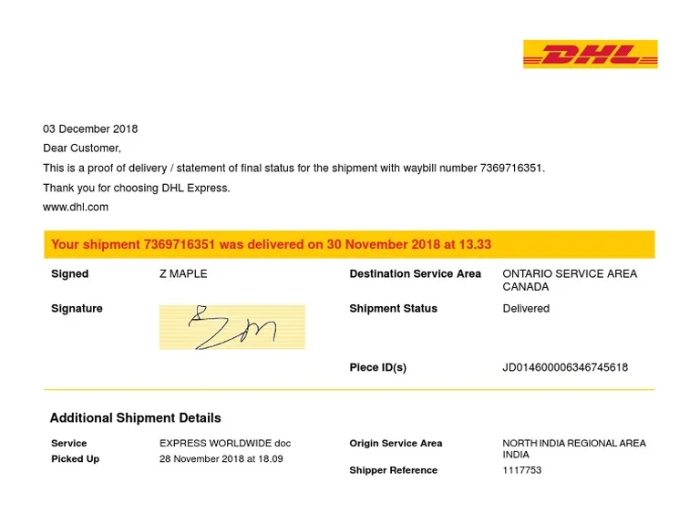 DHL
03 December 2018
Dear Customer,
This is a proof of delivery / statement of final status for the shipment with waybill number 7369716351.
Thank you for choosing DHL Express.
www.dhl.com
Your shipment 7369716351 was delivered on 30 November 2018 at 13.33
Signed Z MAPLE Destination Service Area ONTARIO SERVICE AREA
CANADA
Signature Zm Shipment Status Delivered
Piece ID(s) JD014600006346745618
Additional Shipment Details
Service EXPRESS WORLDWIDE doc Origin Service Area NORTH INDIA REGIONAL AREA
INDIA
Picked Up 28 November 2018 at 18.09
Shipper Reference 1117753